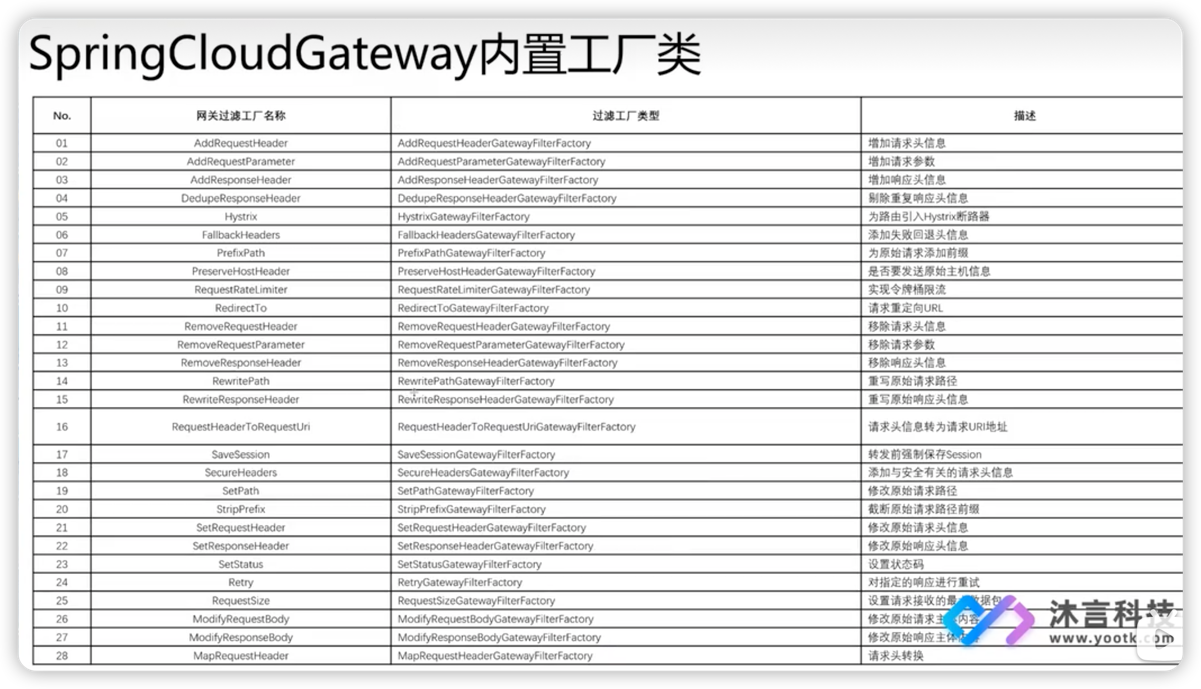 SpringCloudGateway内置工厂类
No. 网关过滤工厂名称 过滤工厂类型 描述
01 AddRequestHeader AddRequestHeaderGatewayFilterFactory 增加请求头信息
02 AddRequestParameter AddRequestParameterGatewayFilterFactory 增加请求参数
03 AddResponseHeader AddResponseHeaderGatewayFilterFactory 增加响应头信息
04 DedupeResponseHeader DedupeResponseHeaderGatewayFilterFactory 剔除重复响应头信息
05 Hystrix HystrixGatewayFilterFactory 为路由引入Hystrix断路器
06 FallbackHeaders FallbackHeadersGatewayFilterFactory 添加失败回退头信息
07 PrefixPath PrefixPathGatewayFilterFactory 为原始请求添加前缀
08 PreserveHostHeader PreserveHostHeaderGatewayFilterFactory 是否要发送原始主机信息
09 RequestRateLimiter RequestRateLimiterGatewayFilterFactory 实现令牌桶限流
10 RedirectTo RedirectToGatewayFilterFactory 请求重定向URL
11 RemoveRequestHeader RemoveRequestHeaderGatewayFilterFactory 移除请求头信息
12 RemoveRequestParameter RemoveRequestParameterGatewayFilterFactory 移除请求参数
13 RemoveResponseHeader RemoveResponseHeaderGatewayFilterFactory 移除响应头信息
14 RewritePath RewritePathGatewayFilterFactory 重写原始请求路径
15 RewriteResponseHeader RewriteResponseHeaderGatewayFilterFactory 重写原始响应头信息
16 RequestHeaderToRequestUri RequestHeaderToRequestUriGatewayFilterFactory 请求头信息转为请求URI地址
17 SaveSession SaveSessionGatewayFilterFactory 转发前强制保存Session
18 SecureHeaders SecureHeadersGatewayFilterFactory 添加与安全有关的请求头信息
19 SetPath SetPathGatewayFilterFactory 修改原始请求路径
20 StripPrefix StripPrefixGatewayFilterFactory 截断原始请求路径前缀
21 SetRequestHeader SetRequestHeaderGatewayFilterFactory 修改原始请求头信息
22 SetResponseHeader SetResponseHeaderGatewayFilterFactory 修改原始响应头信息
23 SetStatus SetStatusGatewayFilterFactory 设置状态码
24 Retry RetryGatewayFilterFactory 对指定的响应进行重试
25 RequestSize RequestSizeGatewayFilterFactory 设置请求接收的最 数据包
26 ModifyRequestBody ModifyRequestBodyGatewayFilterFactory 修改原始请求主 内容
27 ModifyResponseBody ModifyResponseBodyGatewayFilterFactory 修改原始响应主体
28 MapRequestHeader MapRequestHeaderGatewayFilterFactory 请求头转换
沐言科技
www.yootk.com